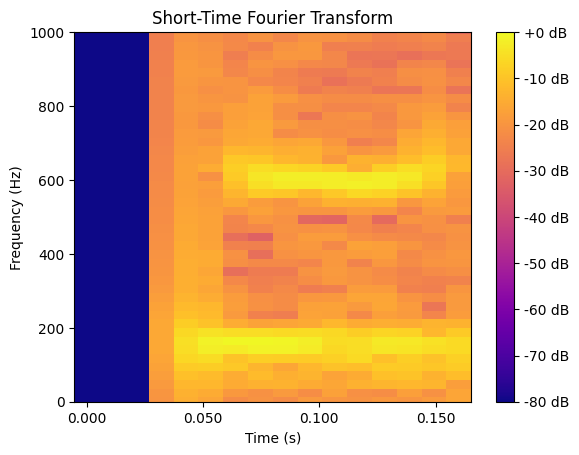 Short-Time Fourier Transform
Frequency (Hz)
1000
800
600
400
200
0
0.000
0.050
0.100
0.150
Time (s)
+0 dB
-10 dB
-20 dB
-30 dB
-40 dB
-50 dB
-60 dB
-70 dB
-80 dB